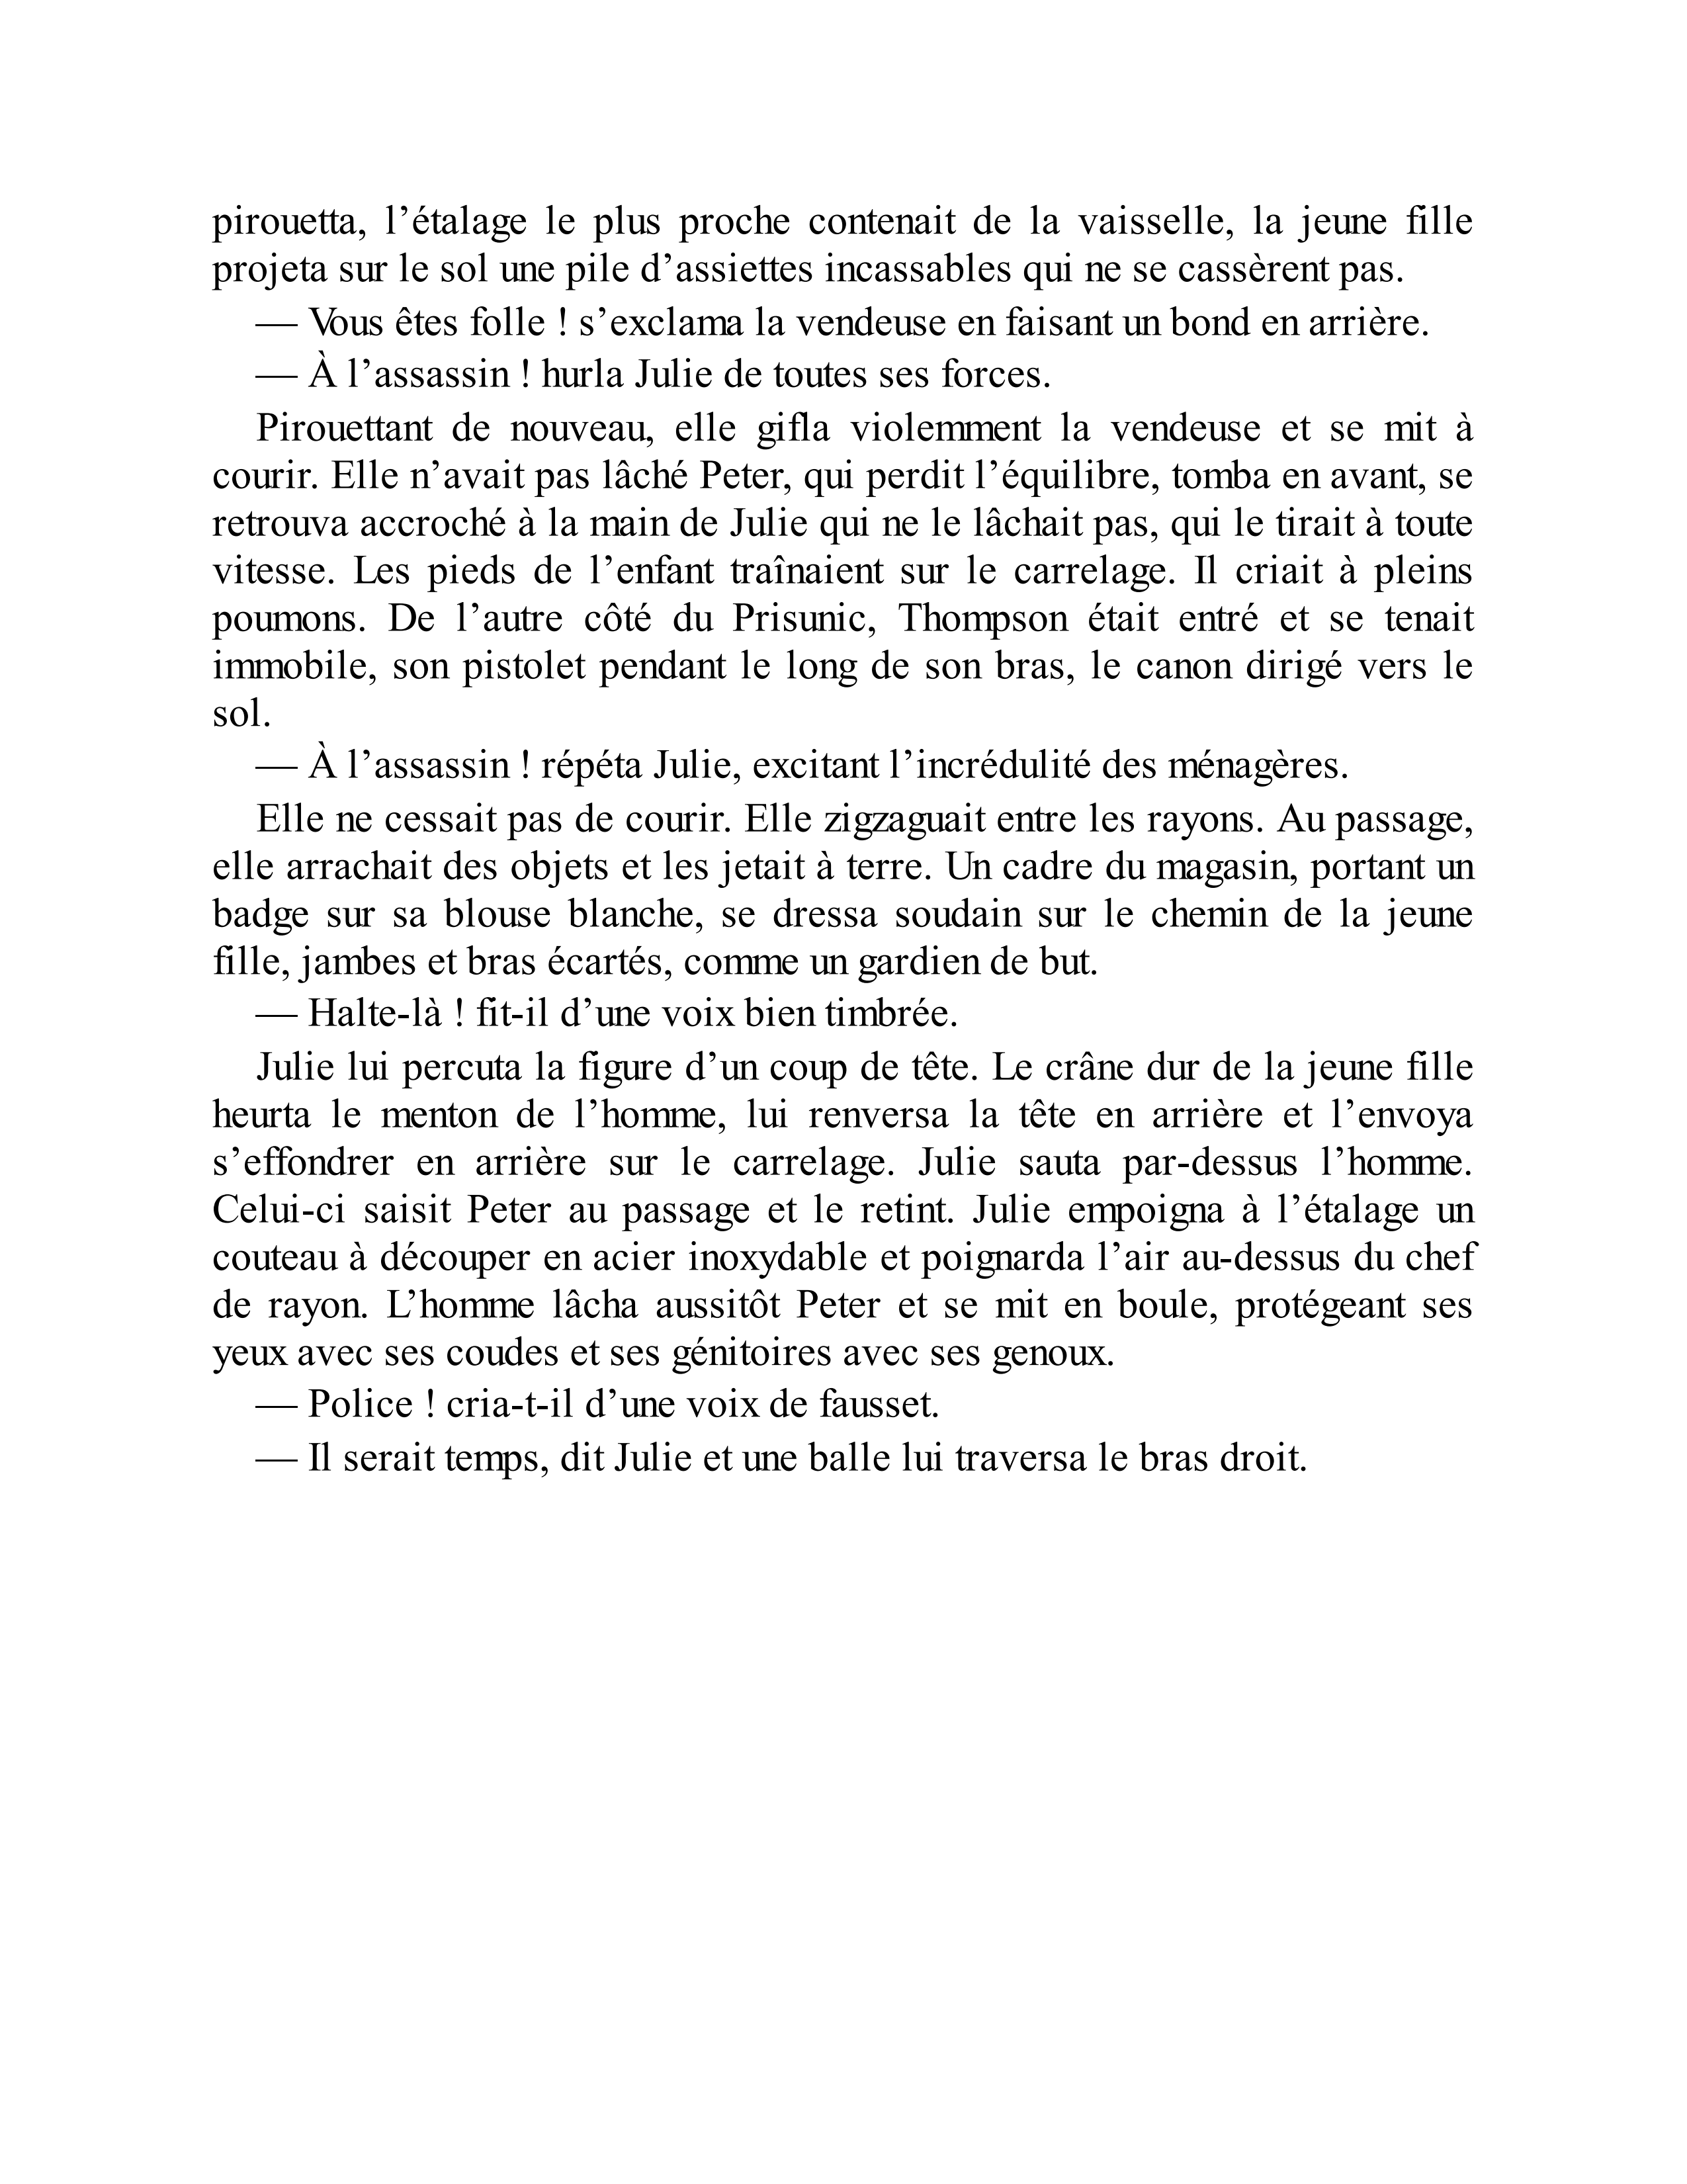 pirouetta, l’étalage le plus proche contenait de la vaisselle, la jeune fille
projeta sur le sol une pile d’assiettes incassables qui ne se cassèrent pas.
— Vous êtes folle ! s’exclama la vendeuse en faisant un bond en arrière.
— À l’assassin ! hurla Julie de toutes ses forces.
Pirouettant de nouveau, elle gifla violemment la vendeuse et se mit à
courir. Elle n’avait pas lâché Peter, qui perdit l’équilibre, tomba en avant, se
retrouva accroché à la main de Julie qui ne le lâchait pas, qui le tirait à toute
vitesse. Les pieds de l’enfant traînaient sur le carrelage. Il criait à pleins
poumons. De l’autre côté du Prisunic, Thompson était entré et se tenait
immobile, son pistolet pendant le long de son bras, le canon dirigé vers le
sol.
— À l’assassin ! répéta Julie, excitant l’incrédulité des ménagères.
Elle ne cessait pas de courir. Elle zigzaguait entre les rayons. Au passage,
elle arrachait des objets et les jetait à terre. Un cadre du magasin, portant un
badge sur sa blouse blanche, se dressa soudain sur le chemin de la jeune
fille, jambes et bras écartés, comme un gardien de but.
— Halte-là ! fit-il d’une voix bien timbrée.
Julie lui percuta la figure d’un coup de tête. Le crâne dur de la jeune fille
heurta le menton de l’homme, lui renversa la tête en arrière et l’envoya
s’effondrer en arrière sur le carrelage. Julie sauta par-dessus l’homme.
Celui-ci saisit Peter au passage et le retint. Julie empoigna à l’étalage un
couteau à découper en acier inoxydable et poignarda l’air au-dessus du chef
de rayon. L’homme lâcha aussitôt Peter et se mit en boule, protégeant ses
yeux avec ses coudes et ses génitoires avec ses genoux.
— Police ! cria-t-il d’une voix de fausset.
— Il serait temps, dit Julie et une balle lui traversa le bras droit.